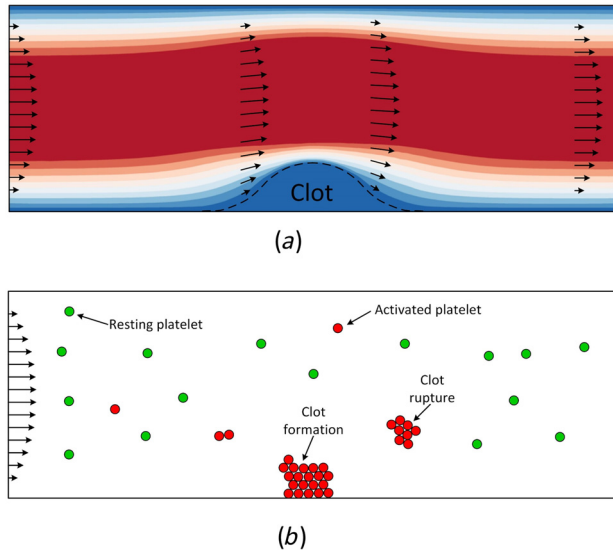 Clot
(a)
Resting platelet
Activated platelet
Clot
formation
Clot
rupture
(b)